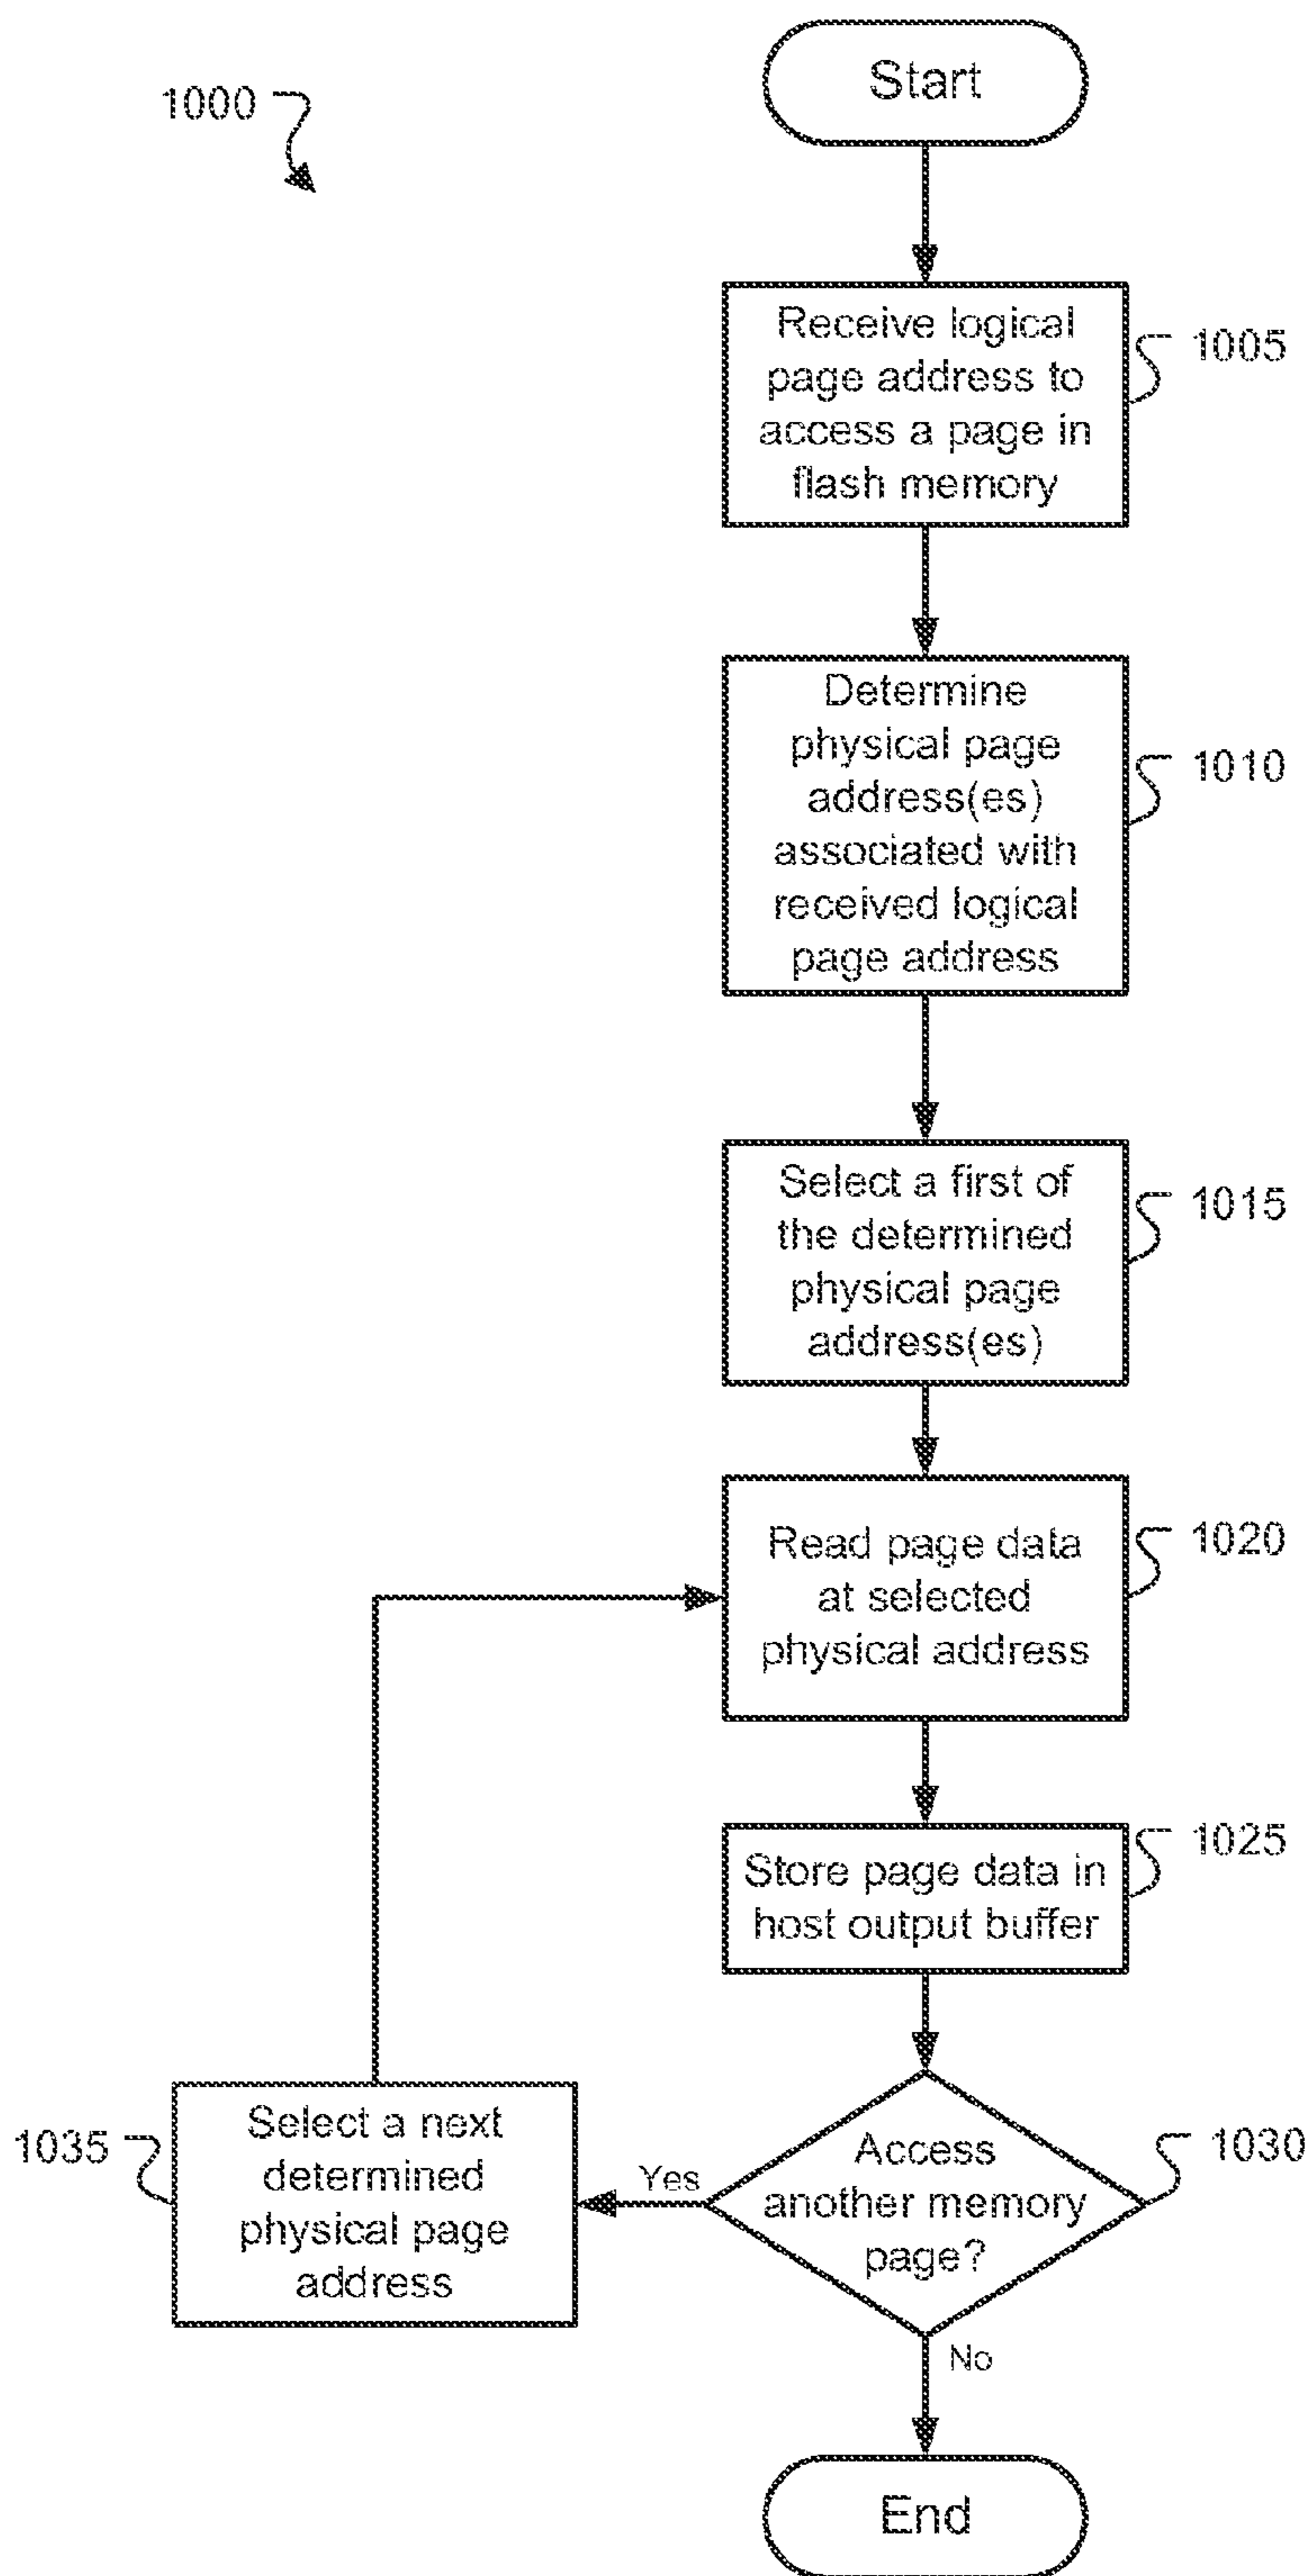 1000
Start
Receive logical
page address to
access a page in
flash memory
1005
Determine
physical page
address(es)
associated with
received logical
page address
1010
Select a first of
the determined
physical page
address(es)
1015
Read page data
at selected
physical address
1020
Store page data in
host output buffer
1025
Access
another memory
page?
1030
Yes
Select a next
determined
physical page
address
1035
No
End